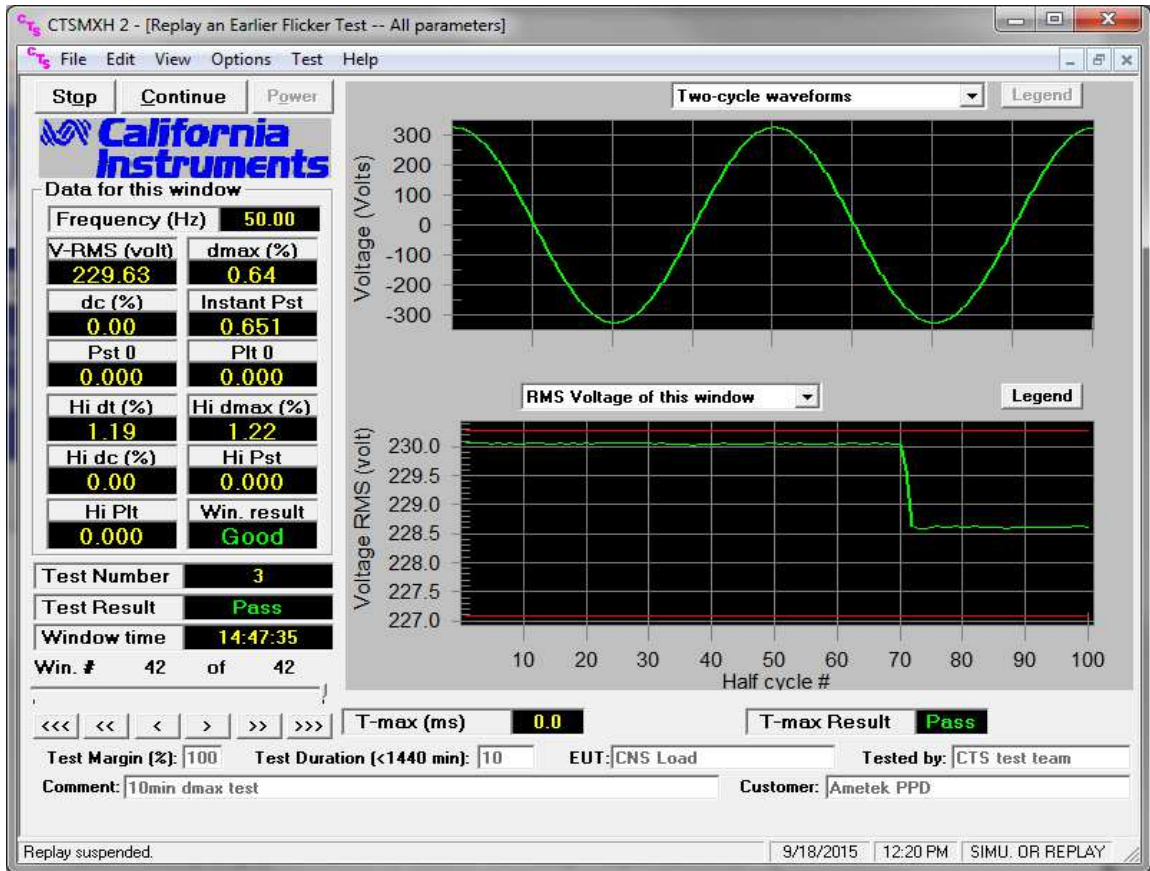 CTSMXH 2 - [Replay an Earlier Flicker Test -- All parameters]
CTS File Edit View Options Test Help
Stop Continue Power
California
Instruments
Data for this window
Frequency (Hz) 50.00
V-RMS (volt) dmax (%)
229.63 0.64
dc (%) Instant Pst
0.00 0.651
Pst 0 Plt 0
0.000 0.000
Hi dt (%) Hi dmax (%)
1.19 1.22
Hi dc (%) Hi Pst
0.00 0.000
Hi Plt Win. result
0.000 Good
Test Number 3
Test Result Pass
Window time 14:47:35
Win. # 42 of 42
<<< << < > >> >>>
Two-cycle waveforms Legend
Voltage (Volts)
300
200
100
0
-100
-200
-300
RMS Voltage of this window Legend
Voltage RMS (volt)
230.0
229.5
229.0
228.5
228.0
227.5
227.0
10 20 30 40 50 60 70 80 90 100
Half cycle #
T-max (ms) 0.0 T-max Result Pass
Test Margin (%): 100 Test Duration (<1440 min): 10 EUT: CNS Load Tested by: CTS test team
Comment: 10min dmax test Customer: Ametek PPD
Replay suspended. 9/18/2015 12:20 PM SIMU. OR REPLAY